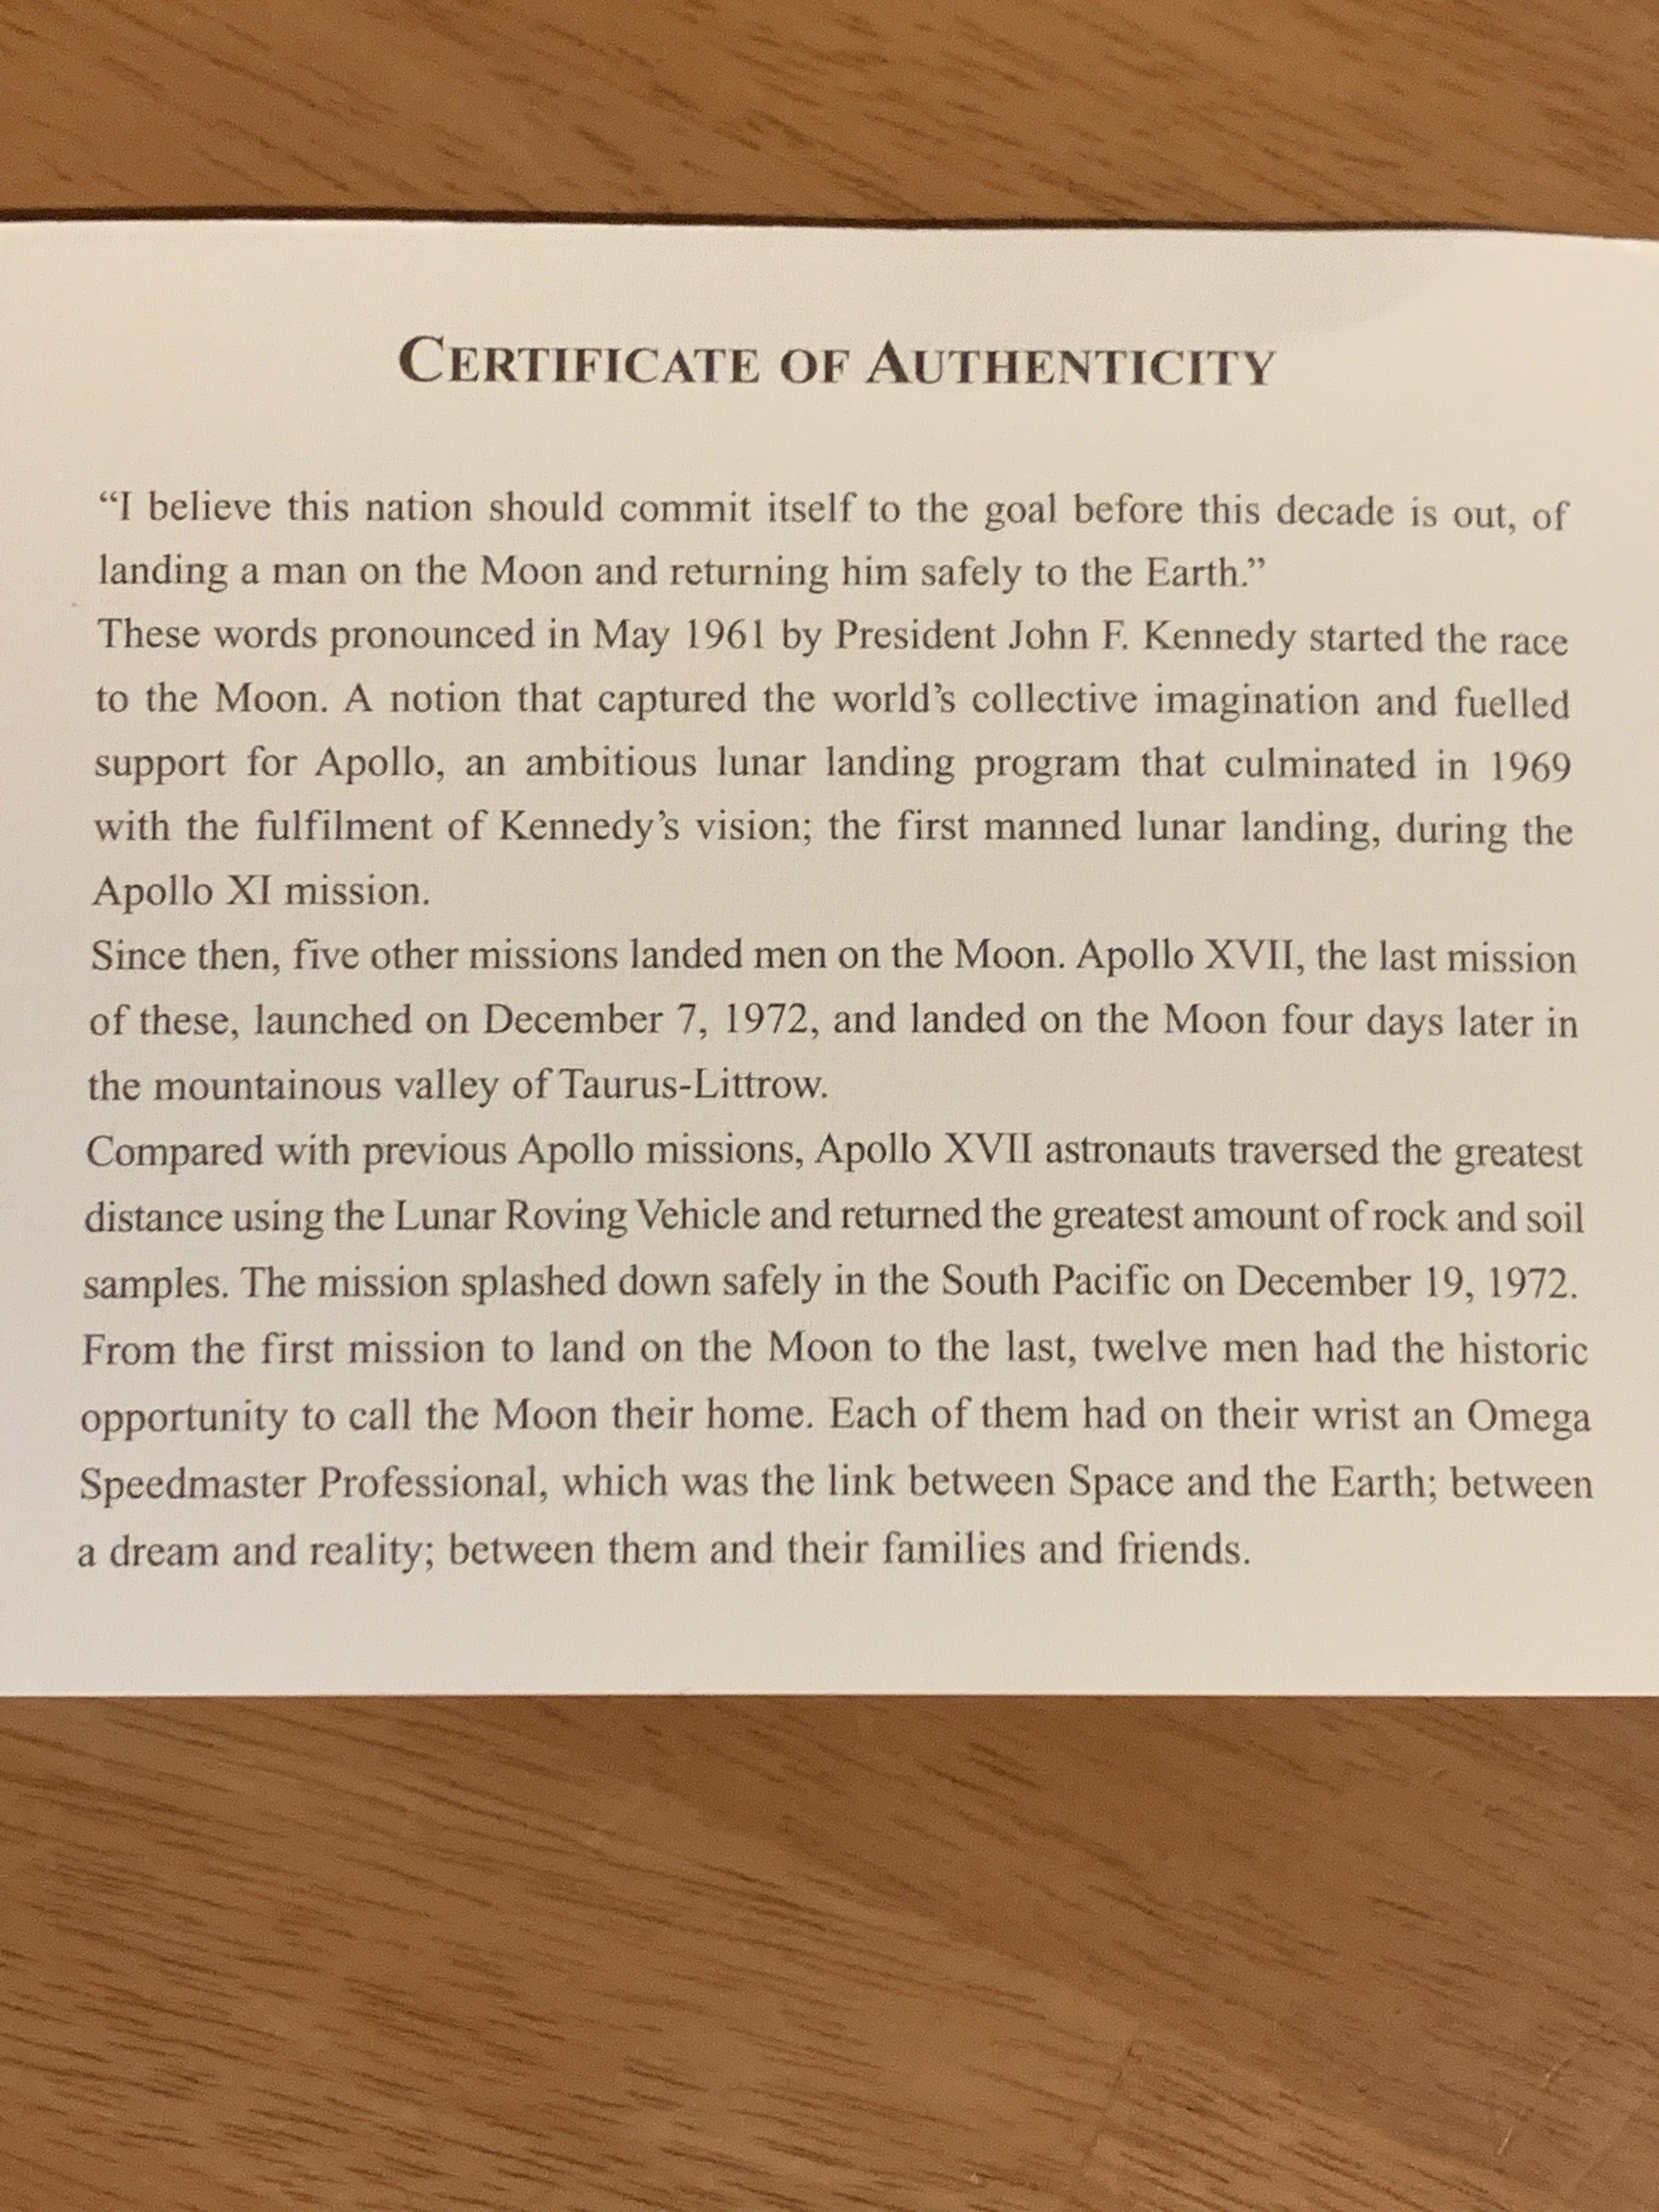 CERTIFICATE OF AUTHENTICITY
“I believe this nation should commit itself to the goal before this decade is out, of
landing a man on the Moon and returning him safely to the Earth.”
These words pronounced in May 1961 by President John F. Kennedy started the race
to the Moon. A notion that captured the world’s collective imagination and fuelled
support for Apollo, an ambitious lunar landing program that culminated in 1969
with the fulfilment of Kennedy’s vision; the first manned lunar landing, during the
Apollo XI mission.
Since then, five other missions landed men on the Moon. Apollo XVII, the last mission
of these, launched on December 7, 1972, and landed on the Moon four days later in
the mountainous valley of Taurus-Littrow.
Compared with previous Apollo missions, Apollo XVII astronauts traversed the greatest
distance using the Lunar Roving Vehicle and returned the greatest amount of rock and soil
samples. The mission splashed down safely in the South Pacific on December 19, 1972.
From the first mission to land on the Moon to the last, twelve men had the historic
opportunity to call the Moon their home. Each of them had on their wrist an Omega
Speedmaster Professional, which was the link between Space and the Earth; between
a dream and reality; between them and their families and friends.